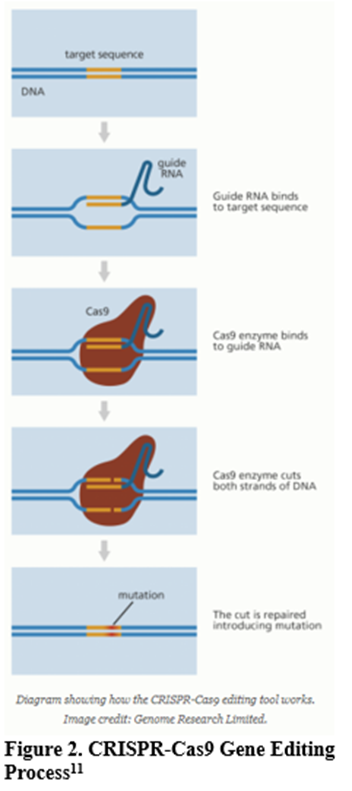 target sequence
DNA
guide
RNA
Guide RNA binds
to target sequence
Cas9
Cas9 enzyme binds
to guide RNA
Cas9 enzyme cuts
both strands of DNA
mutation
The cut is repaired
introducing mutation
Diagram showing how the CRISPR-Cas9 editing tool works.
Image credit: Genome Research Limited.
Figure 2. CRISPR-Cas9 Gene Editing
Process11